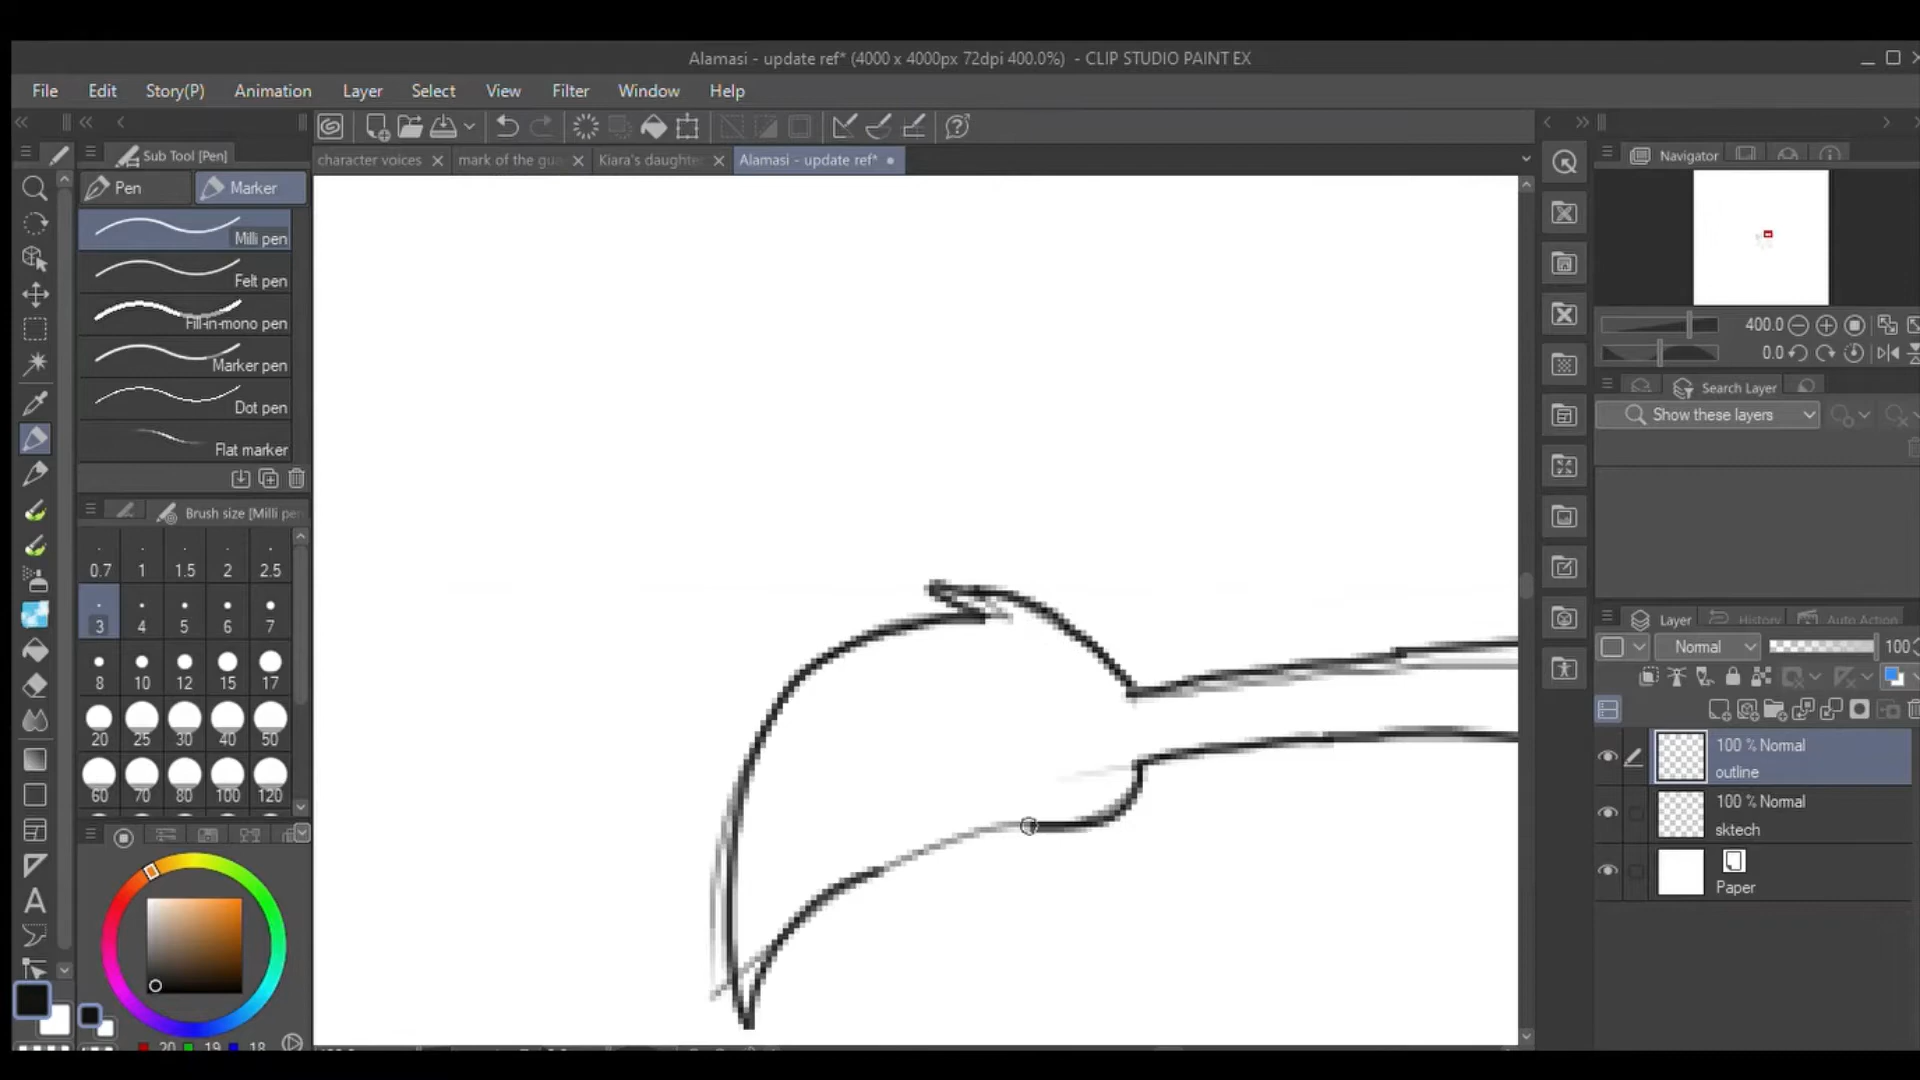 Alamasi - update ref* (4000 x 4000px 72dpi 400.0%) - CLIP STUDIO PAINT EX
File Edit Story(P) Animation Layer Select View Filter Window Help
Sub Tool [Pen]
character voices mark of the gua Kiara's daughte Alamasi - update ref*
Navigator
Pen Marker
Milli pen
Felt pen
Fill-in-mono pen
Marker pen
Dot pen
Flat marker
400.0
0.0
Search Layer
Show these layers
Brush size [Milli pen
0.7 1 1.5 2 2.5
3 4 5 6 7
8 10 12 15 17
20 25 30 40 50
60 70 80 100 120
Layer History Auto Action
Normal 100
100 % Normal
outline
100 % Normal
sktech
Paper
A
20 19 18